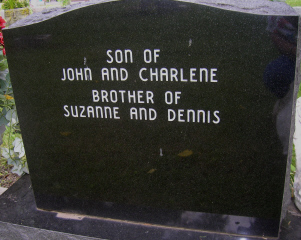 SON OF
JOHN AND CHARLENE
BROTHER OF
SUZANNE AND DENNIS